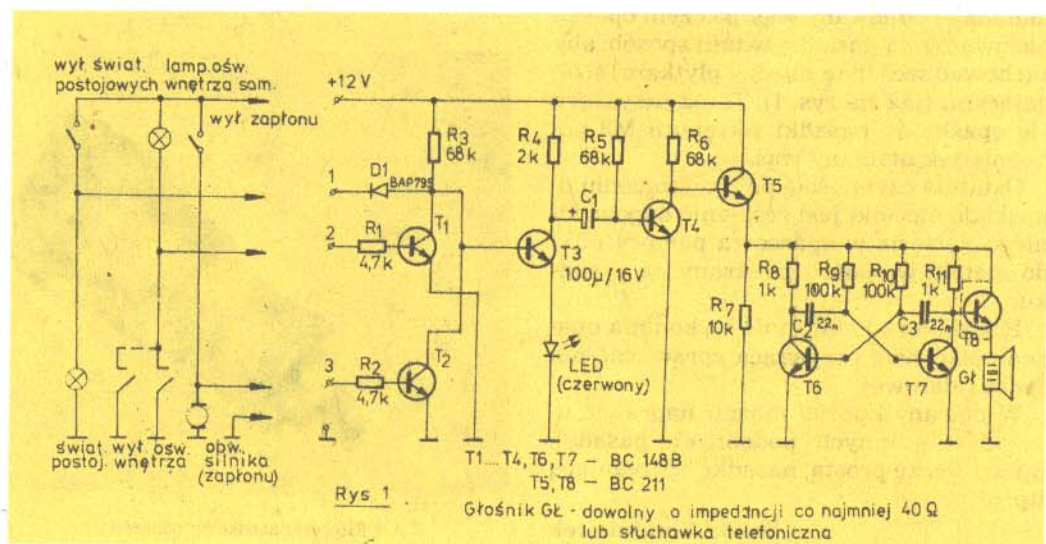 wył. świat. lamp. ośw.
postojowych wnętrza sam.
wył. zapłonu
+12 V
1
2
3
D1
BAP795
R1
4,7k
R2
4,7k
R3
68k
T1
T2
R4
2k
R5
68k
R6
68k
C1
+
T3
100µ/16V
T4
LED
(czerwony)
T5
R7
10k
R8
1k
R9
100k
R10
100k
R11
1k
C2
22n
C3
22n
T6
T7
T8
GŁ
świat. wył. ośw.
postoj. wnętrza
obw.
silnika
(zapłonu)
T1....T4,T6,T7 – BC 148B
T5,T8 – BC 211
Rys 1
Głośnik GŁ - dowolny o impedancji co najmniej 40 Ω
lub słuchawka telefoniczna